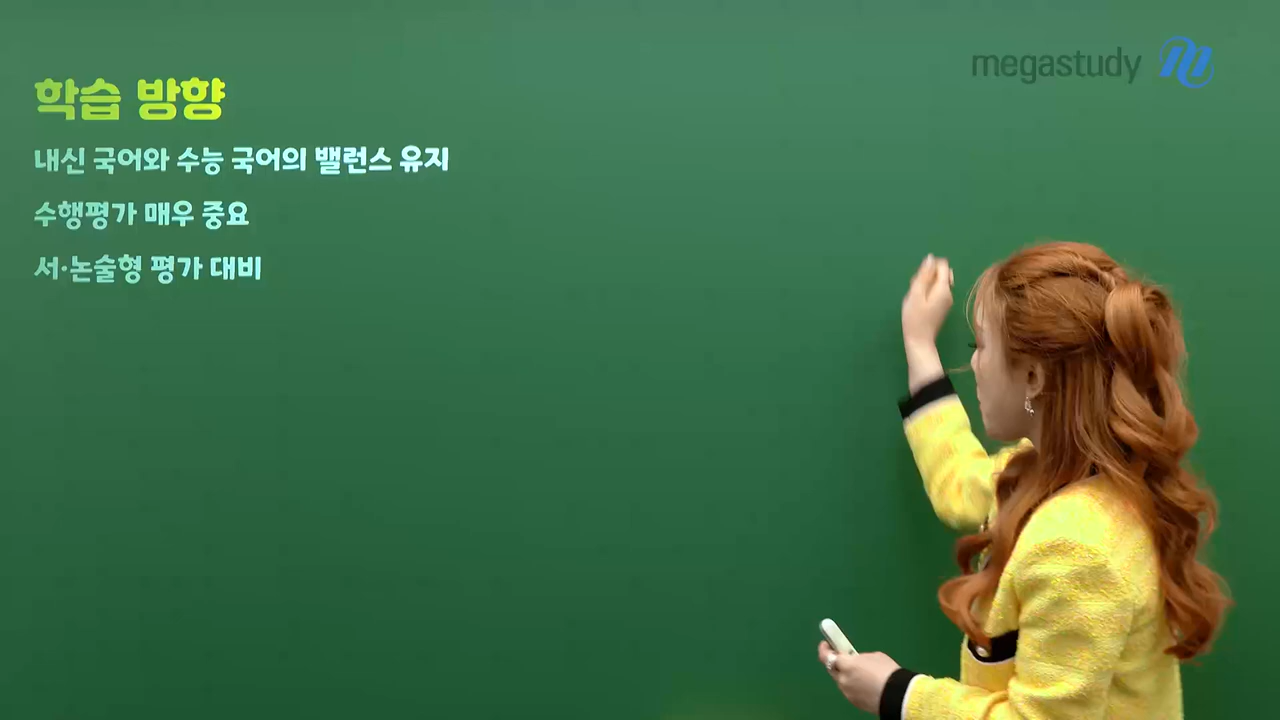 megastudy
학습 방향
내신 국어와 수능 국어의 밸런스 유지
수행평가 매우 중요
서·논술형 평가 대비